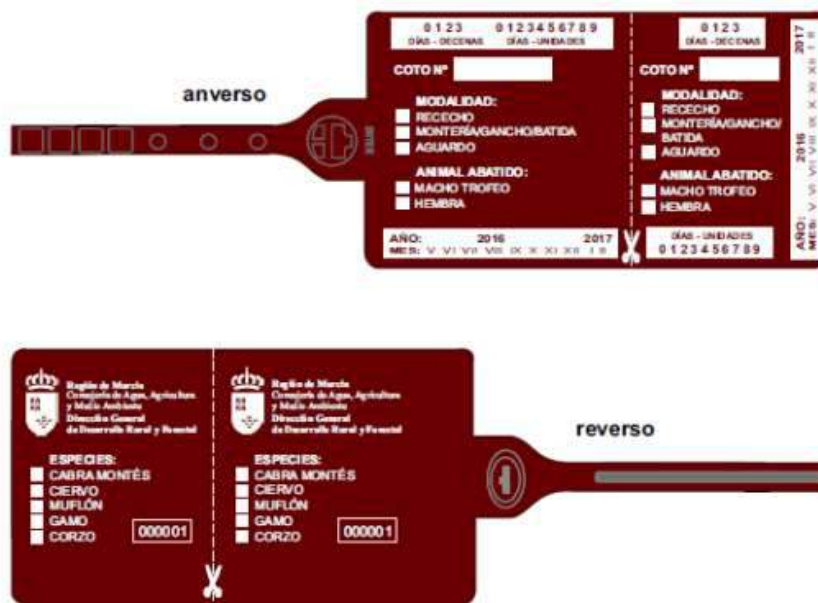 anverso
0 1 2 3 0 1 2 3 4 5 6 7 8 9
DÍAS - DECENAS DÍAS - UNIDADES
COTO Nº
MODALIDAD:
RECECHO
MONTERÍA/GANCHO/BATIDA
AGUARDO
ANIMAL ABATIDO:
MACHO TROFEO
HEMBRA
AÑO: 2016 2017
MES: V VI VII VIII IX X XI XII I II
0 1 2 3
DÍAS - DECENAS
COTO Nº
MODALIDAD:
RECECHO
MONTERÍA/GANCHO/
BATIDA
AGUARDO
ANIMAL ABATIDO:
MACHO TROFEO
HEMBRA
DÍAS - UNIDADES
0 1 2 3 4 5 6 7 8 9
AÑO: 2016 2017
MES: V VI VII VIII IX X XI XII I II
Región de Murcia
Consejería de Agua, Agricultura
y Medio Ambiente
Dirección General
de Desarrollo Rural y Forestal
ESPECIES:
CABRA MONTÉS
CIERVO
MUFLÓN
GAMO
CORZO
000001
Región de Murcia
Consejería de Agua, Agricultura
y Medio Ambiente
Dirección General
de Desarrollo Rural y Forestal
ESPECIES:
CABRA MONTÉS
CIERVO
MUFLÓN
GAMO
CORZO
000001
reverso